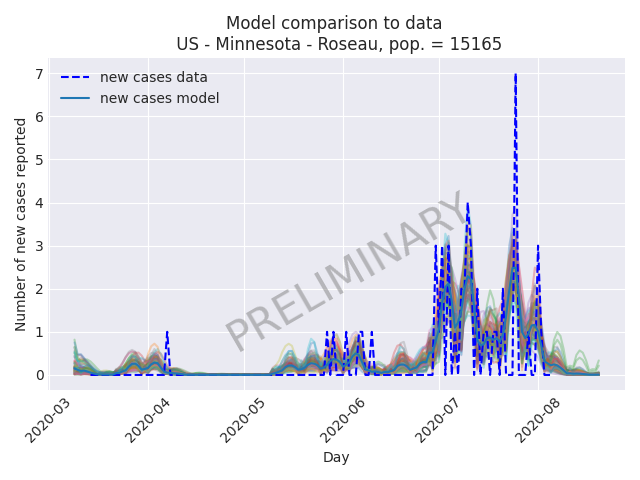 Model comparison to data
US - Minnesota - Roseau, pop. = 15165
new cases data
new cases model
Number of new cases reported
7
6
5
4
3
2
1
0
PRELIMINARY
2020-03
2020-04
2020-05
2020-06
2020-07
2020-08
Day